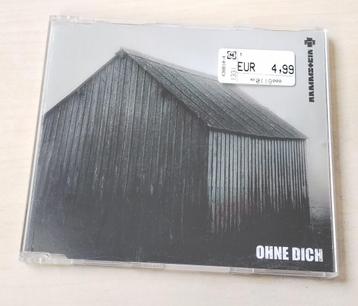 EUR 4,99
RAMMSTEIN
OHNE DICH